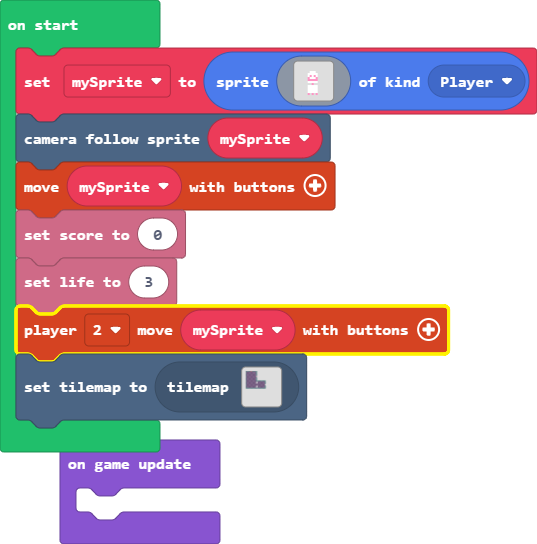 on start
set mySprite to sprite of kind Player
camera follow sprite mySprite
move mySprite with buttons
set score to 0
set life to 3
player 2 move mySprite with buttons
set tilemap to tilemap
on game update